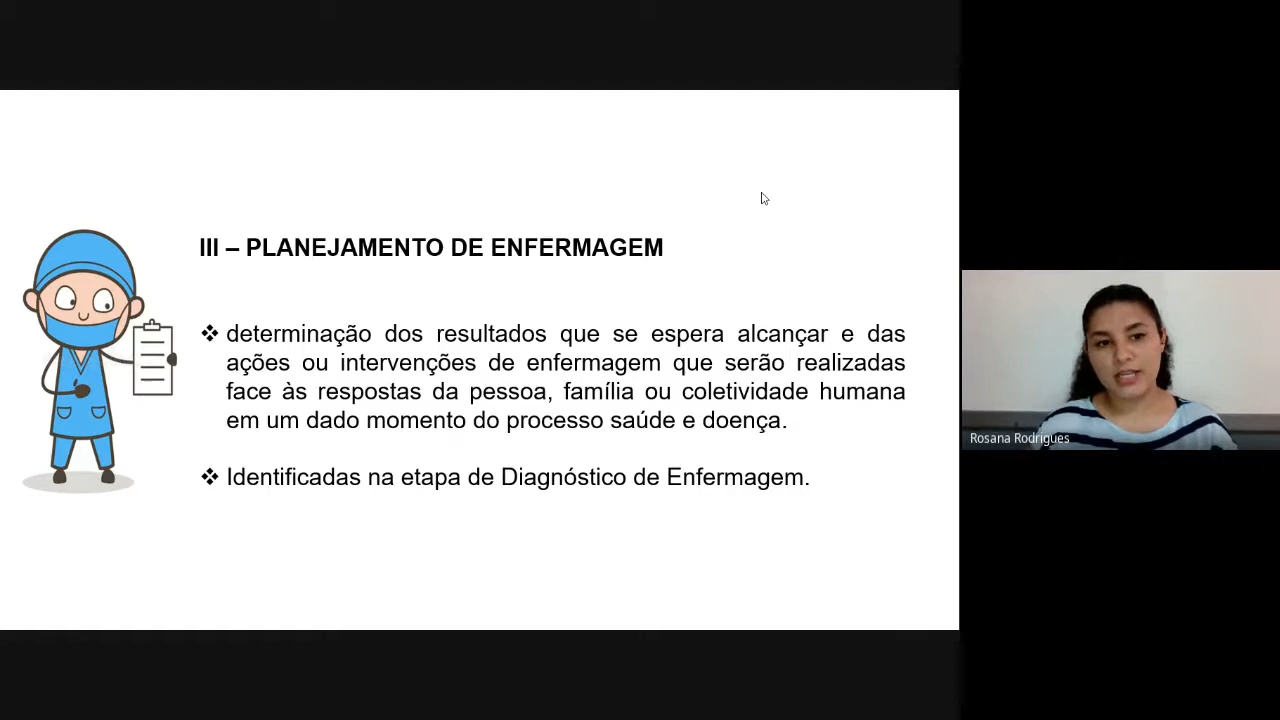 III – PLANEJAMENTO DE ENFERMAGEM
❖ determinação dos resultados que se espera alcançar e das
ações ou intervenções de enfermagem que serão realizadas
face às respostas da pessoa, família ou coletividade humana
em um dado momento do processo saúde e doença.
❖ Identificadas na etapa de Diagnóstico de Enfermagem.
Rosana Rodrigues